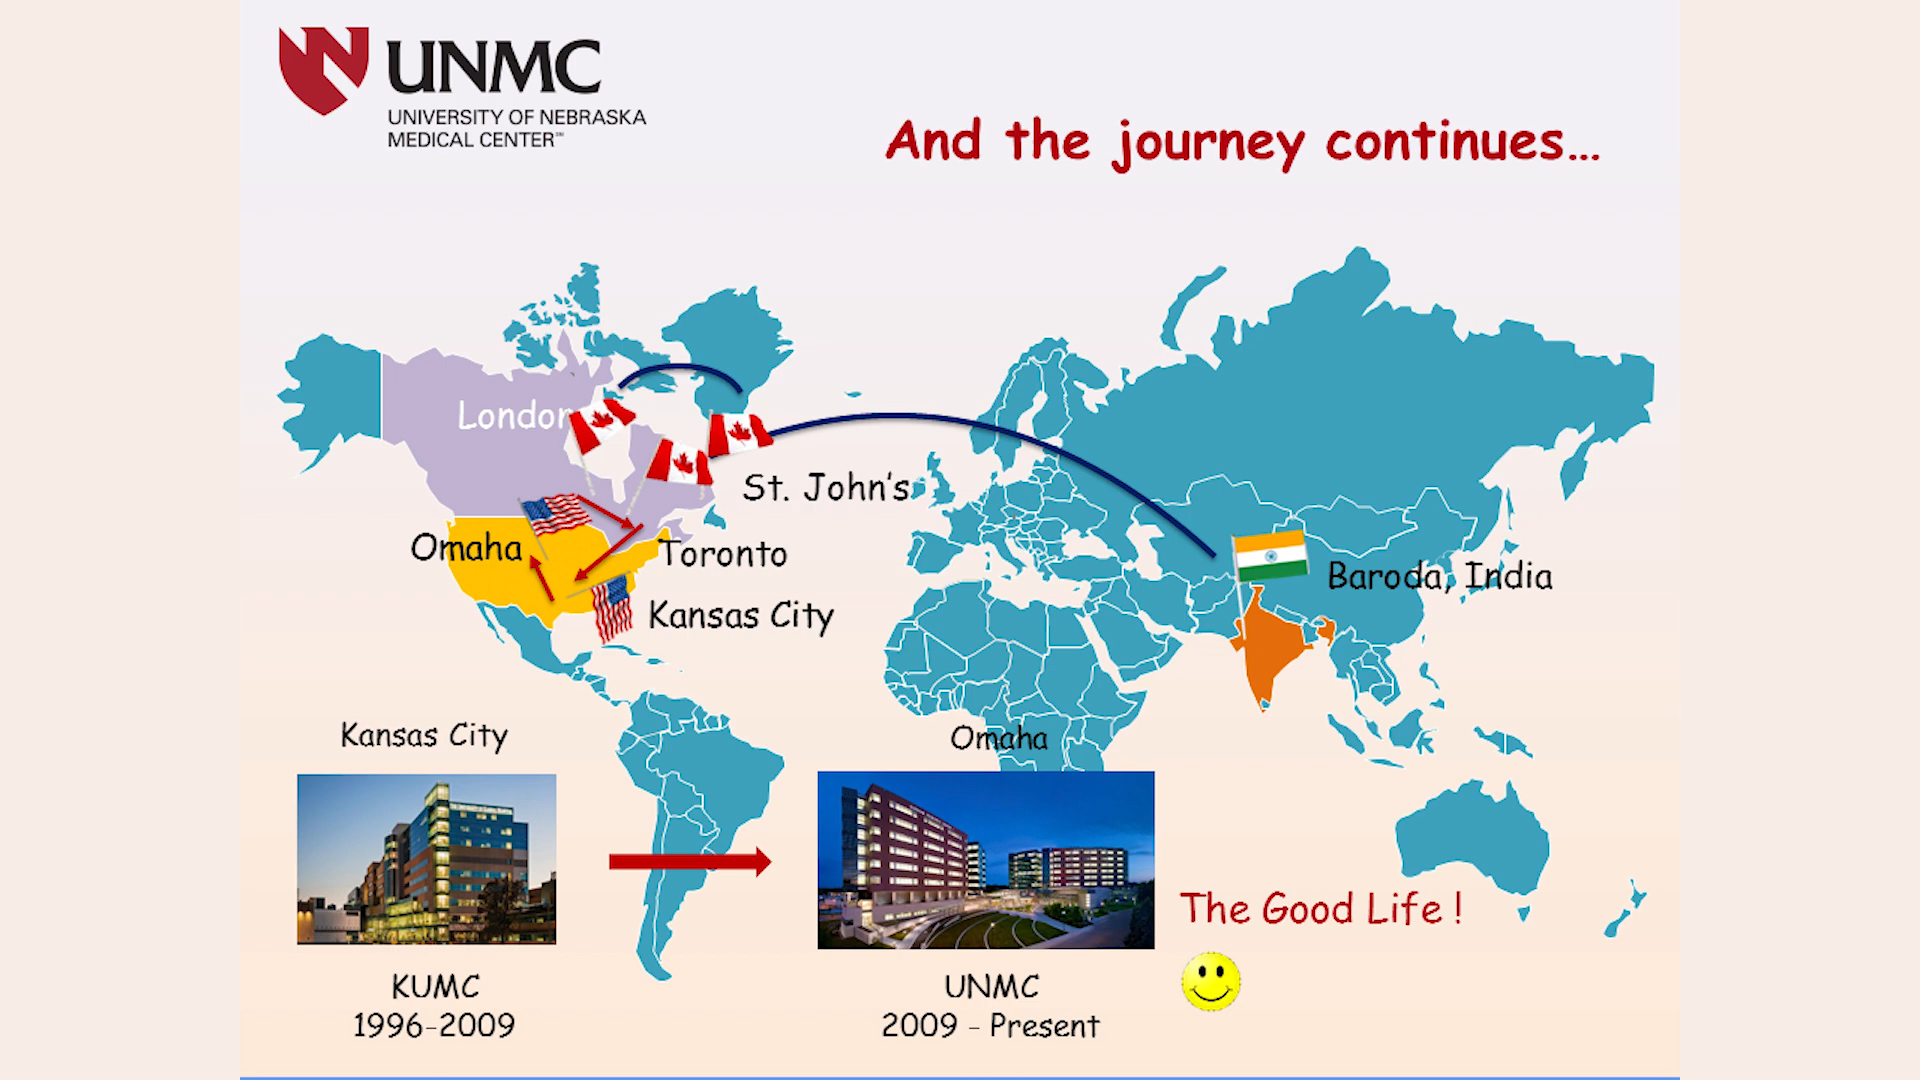 UNMC
UNIVERSITY OF NEBRASKA
MEDICAL CENTER℠
And the journey continues...
London
St. John's
Omaha
Toronto
Baroda, India
Kansas City
Kansas City
Omaha
The Good Life !
KUMC
1996-2009
UNMC
2009 - Present